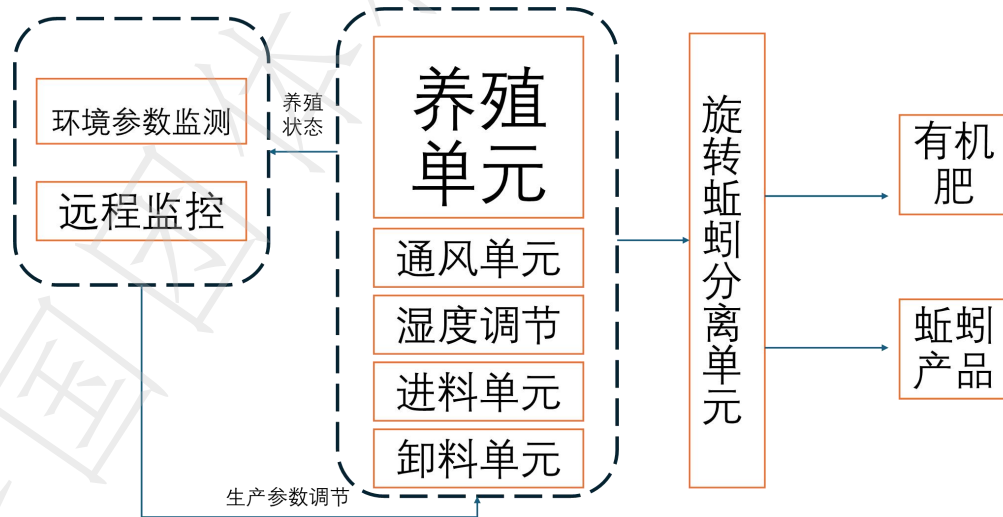 环境参数监测
远程监控
养殖
状态
养殖
单元
通风单元
湿度调节
进料单元
卸料单元
生产参数调节
旋转蚯蚓分离单元
有机
肥
蚯蚓
产品